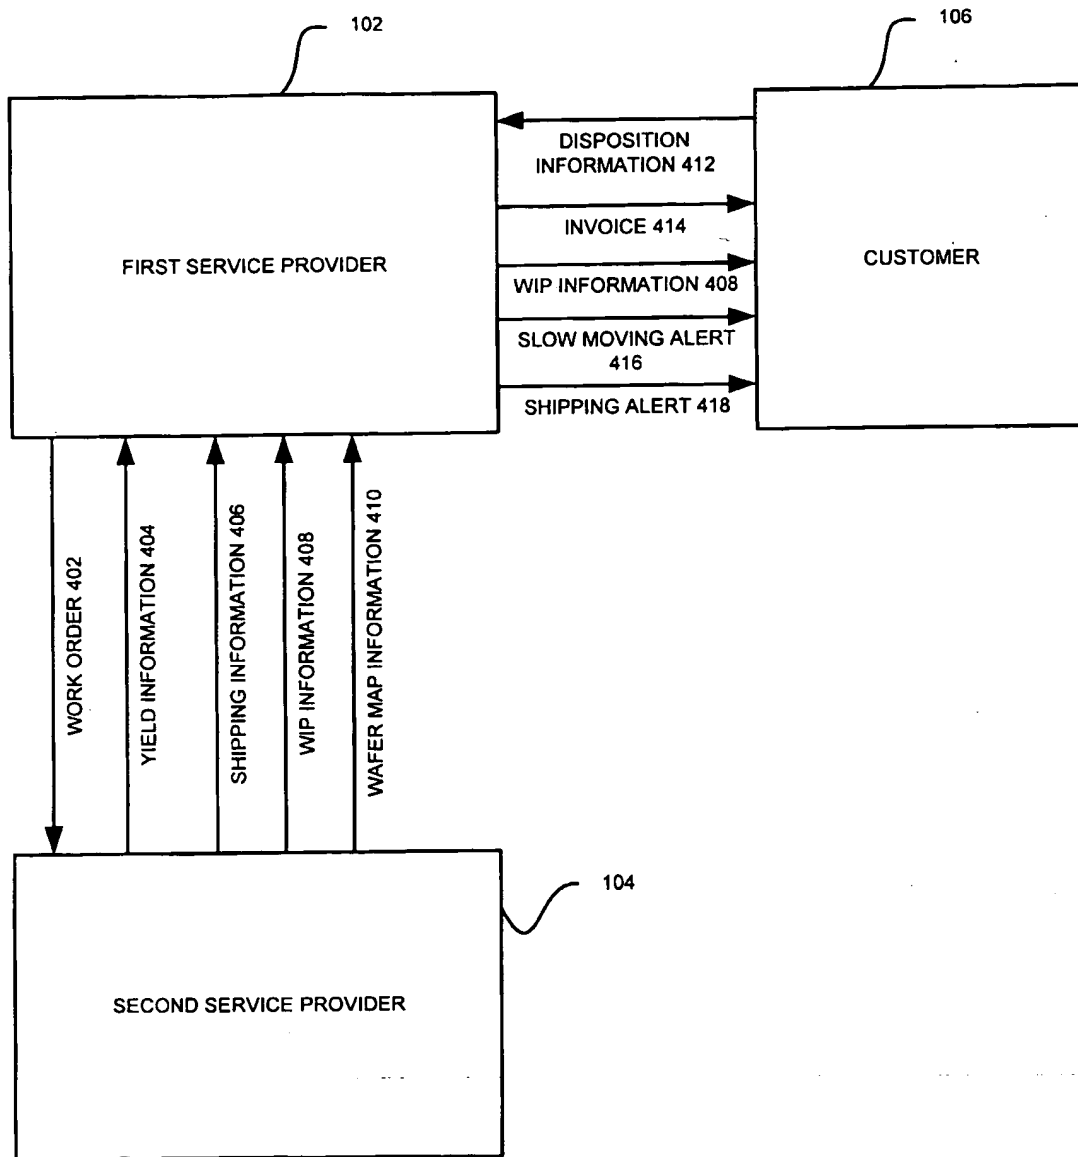 102
106
DISPOSITION
INFORMATION 412
INVOICE 414
FIRST SERVICE PROVIDER
CUSTOMER
WIP INFORMATION 408
SLOW MOVING ALERT
416
SHIPPING ALERT 418
WORK ORDER 402
YIELD INFORMATION 404
SHIPPING INFORMATION 406
WIP INFORMATION 408
WAFER MAP INFORMATION 410
104
SECOND SERVICE PROVIDER